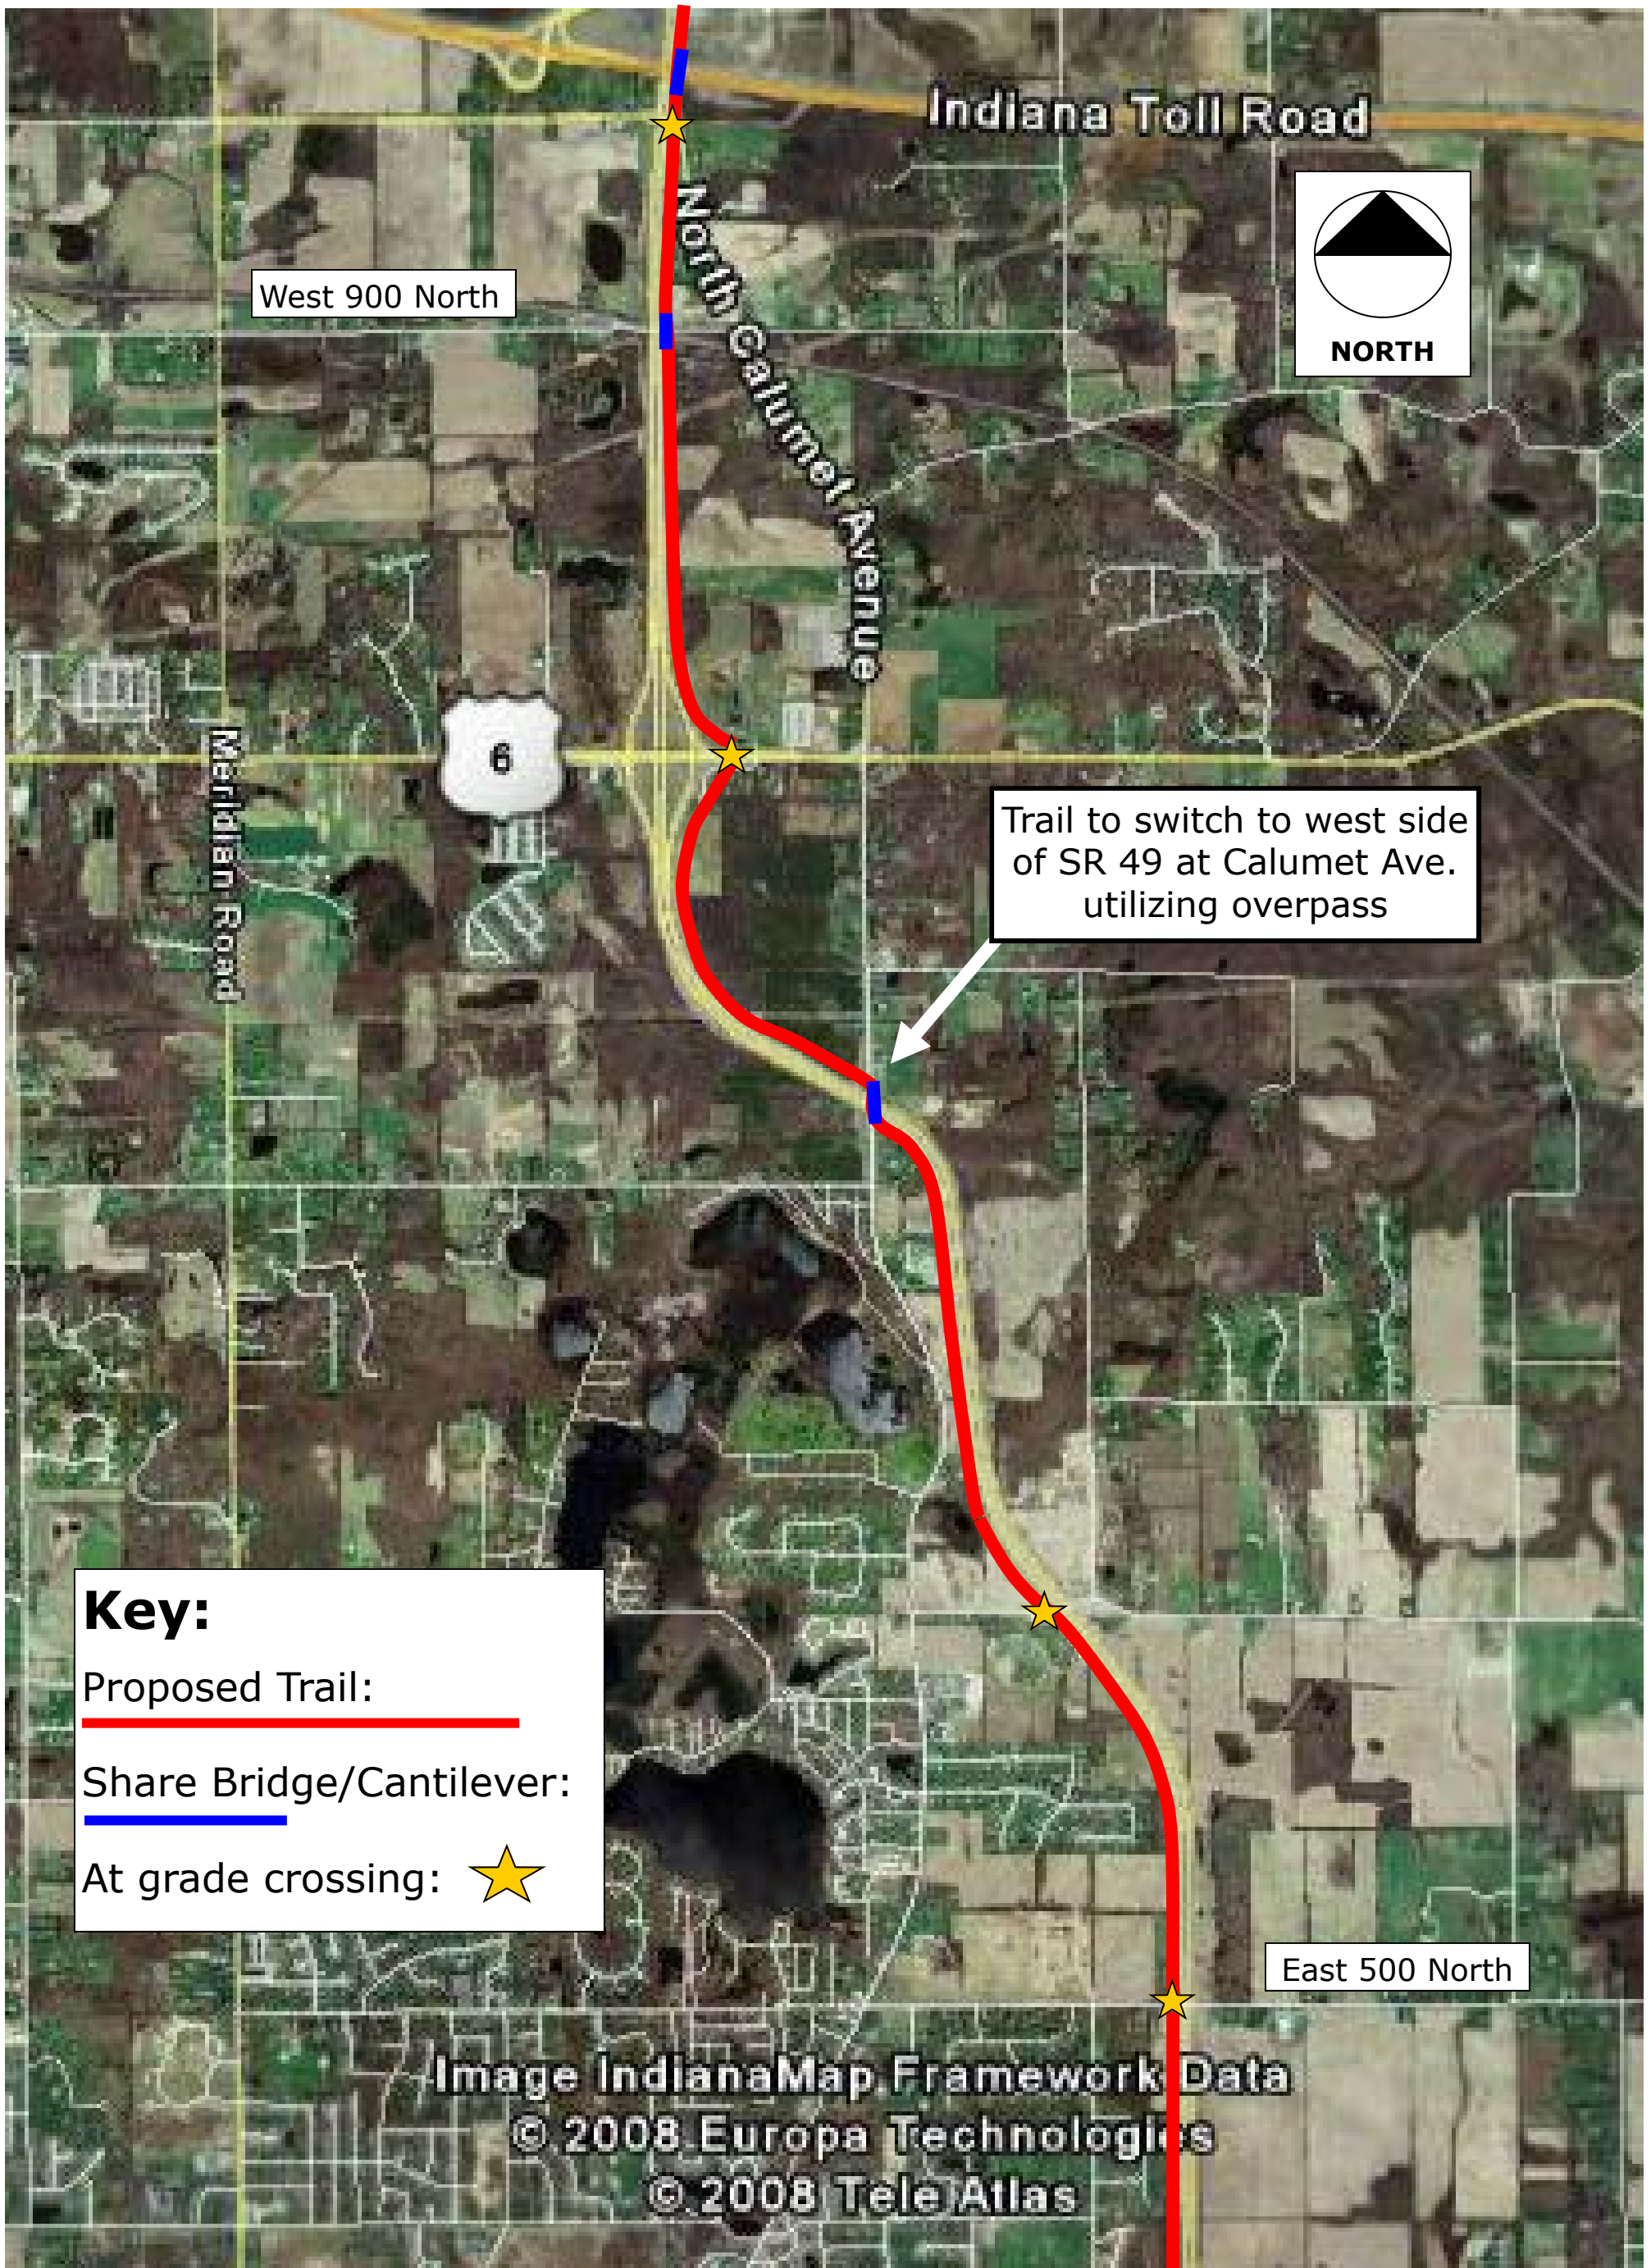 Indiana Toll Road
North Calumet Avenue
West 900 North
NORTH
6
Meridian Road
Trail to switch to west side
of SR 49 at Calumet Ave.
utilizing overpass
Key:
Proposed Trail:
Share Bridge/Cantilever:
At grade crossing:
East 500 North
Image IndianaMap Framework Data
© 2008 Europa Technologies
© 2008 Tele Atlas